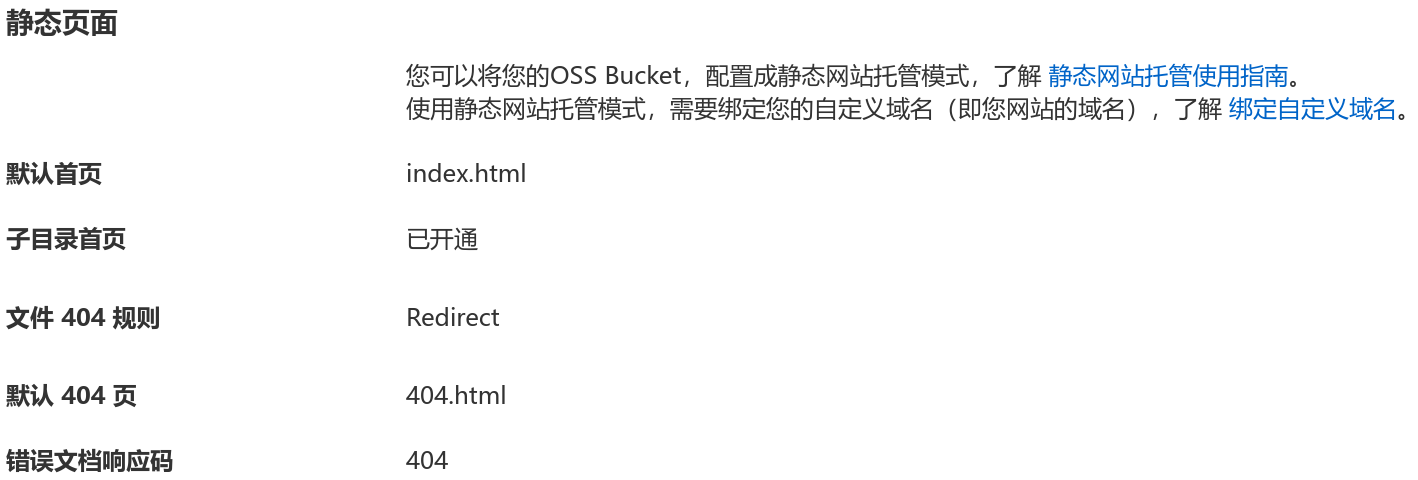 静态页面
您可以将您的OSS Bucket，配置成静态网站托管模式，了解 静态网站托管使用指南。
使用静态网站托管模式，需要绑定您的自定义域名（即您网站的域名），了解 绑定自定义域名。
默认首页 index.html
子目录首页 已开通
文件 404 规则 Redirect
默认 404 页 404.html
错误文档响应码 404